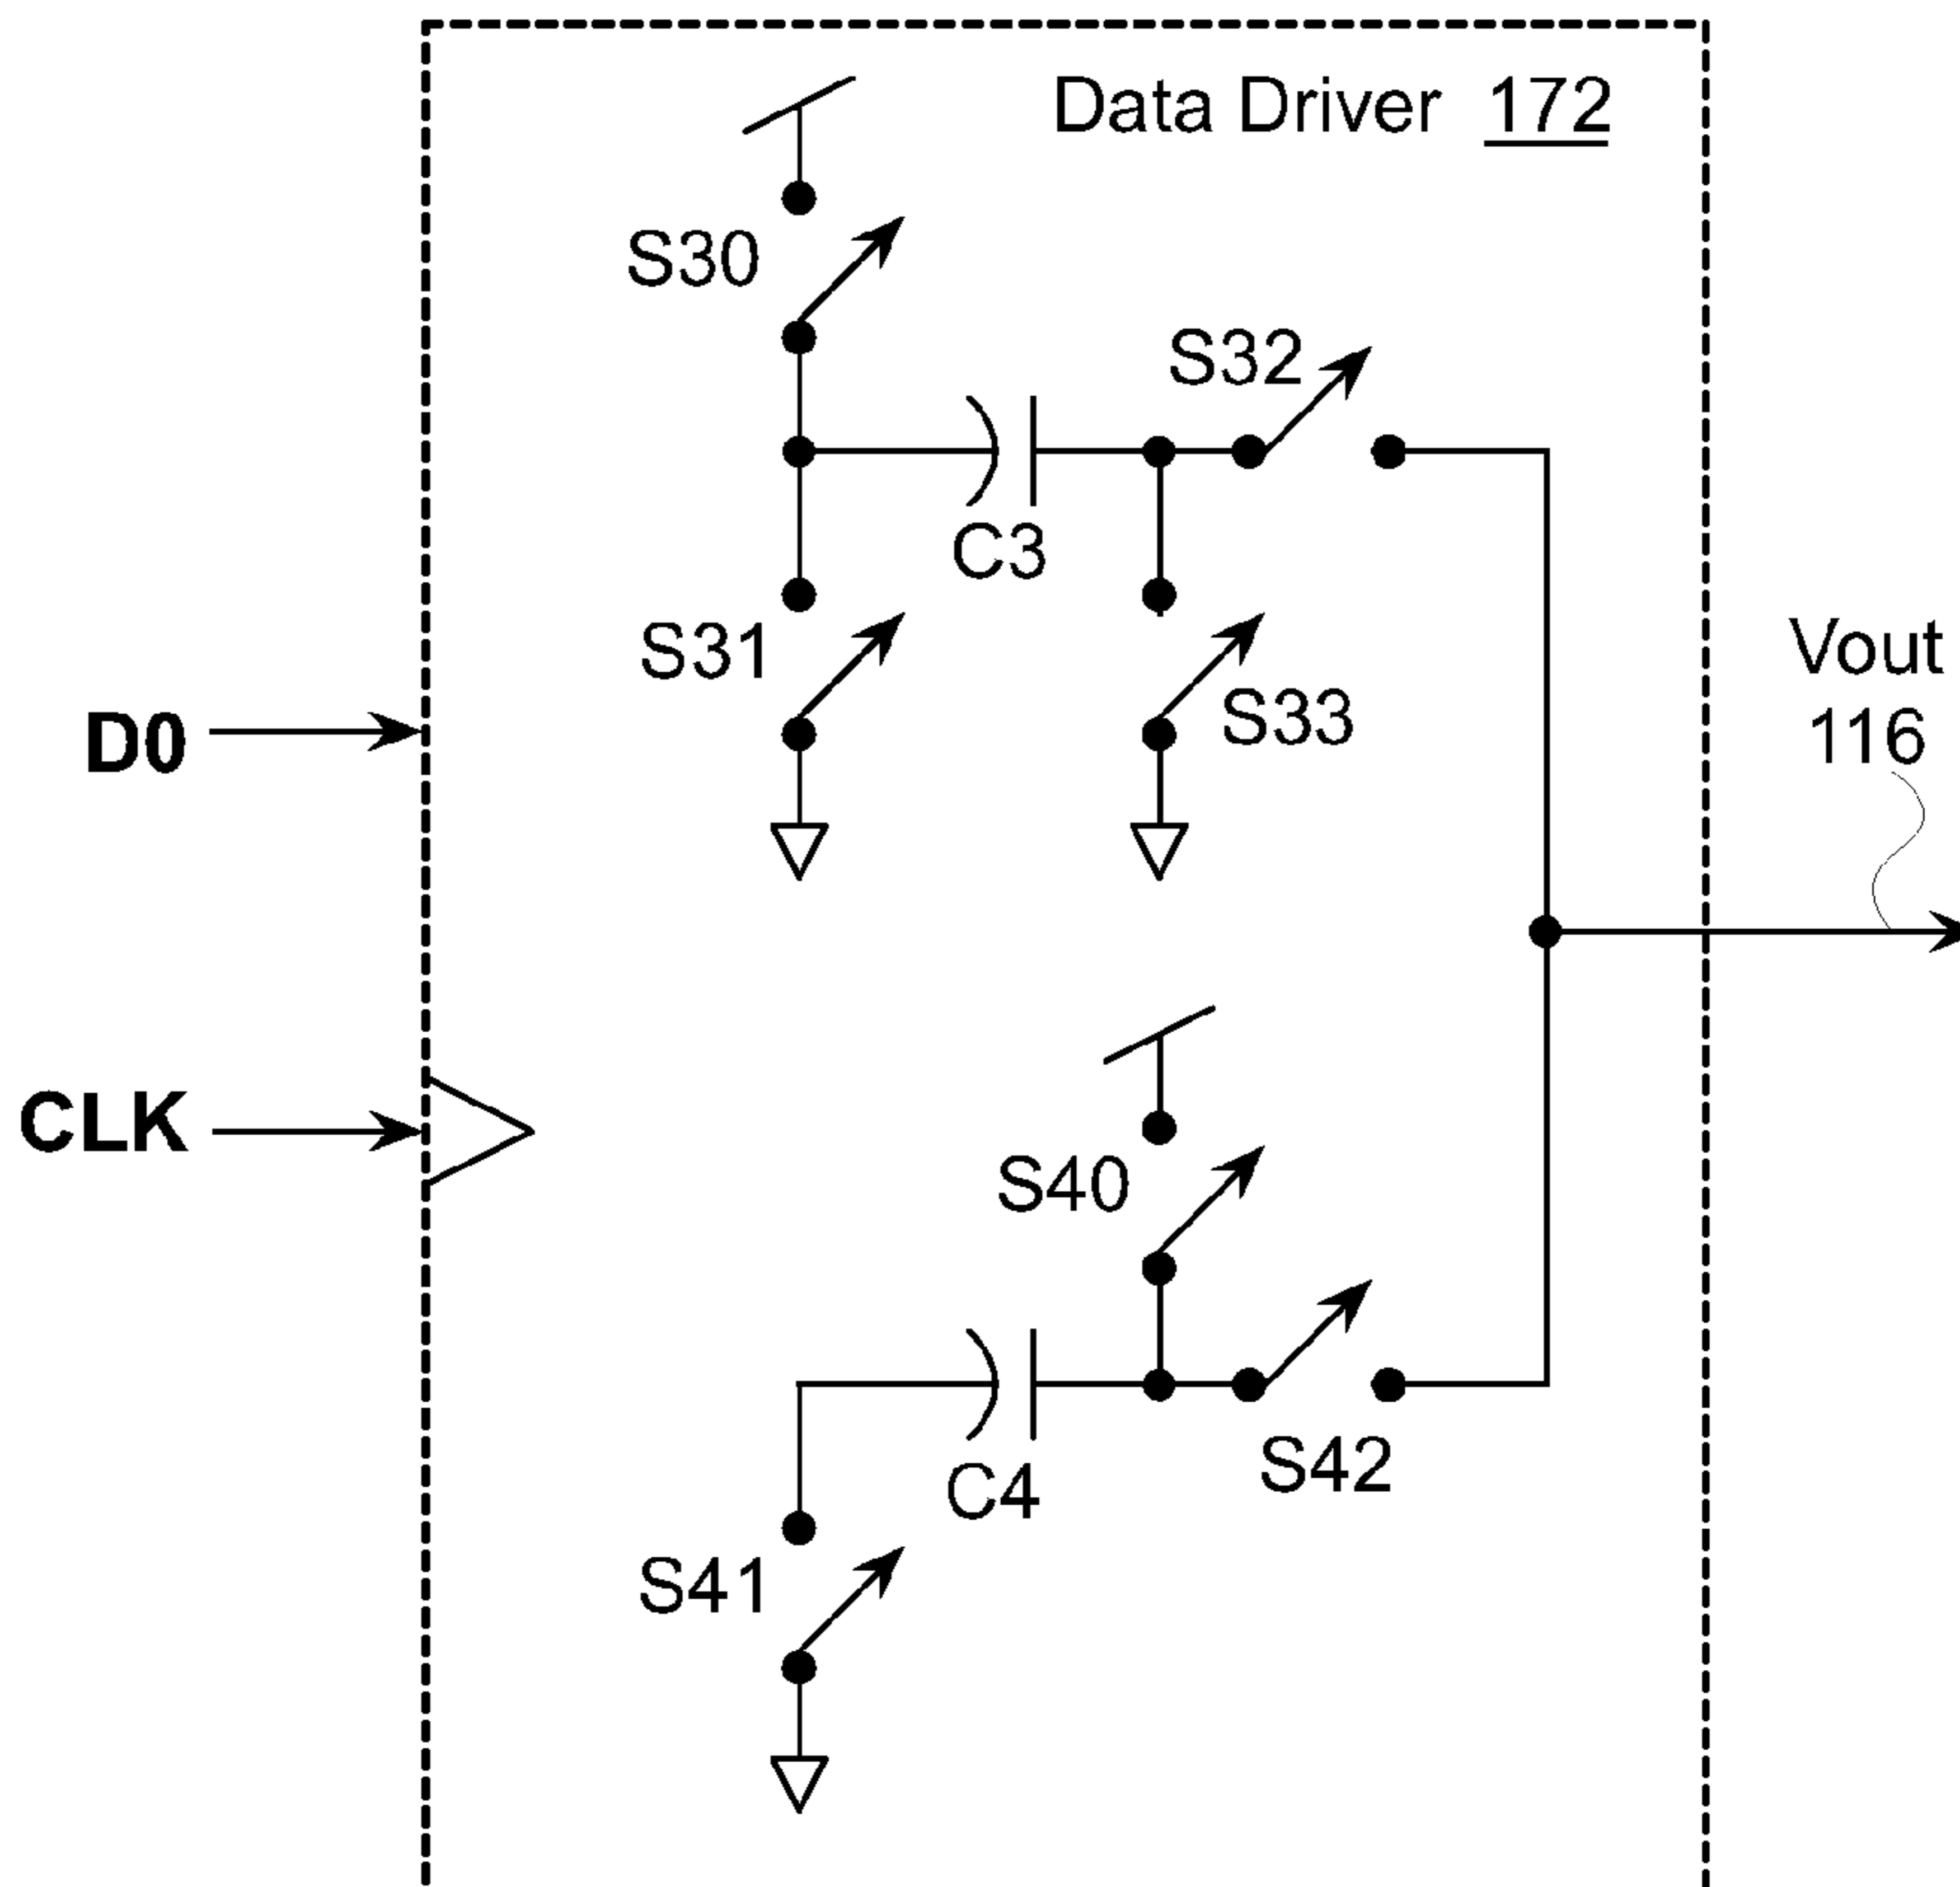 Data Driver 172
S30
S32
C3
S31
S33
Vout
116
D0
CLK
S40
C4
S42
S41